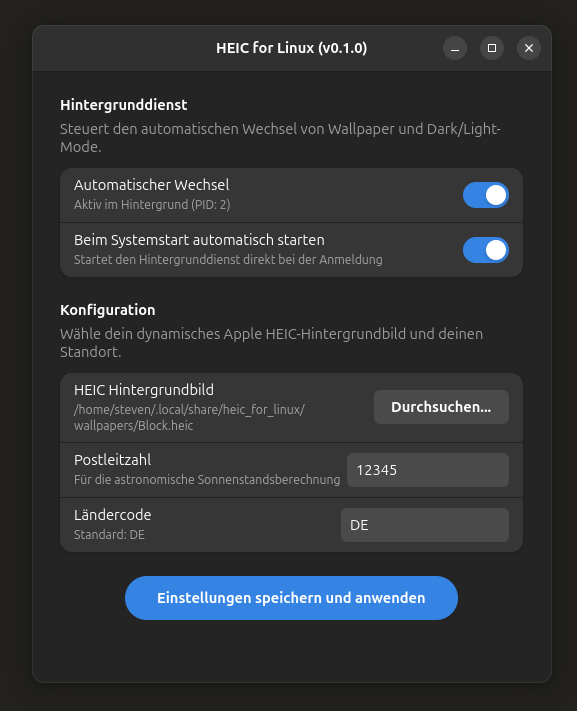 HEIC for Linux (v0.1.0)
Hintergrunddienst
Steuert den automatischen Wechsel von Wallpaper und Dark/Light-
Mode.
Automatischer Wechsel
Aktiv im Hintergrund (PID: 2)
Beim Systemstart automatisch starten
Startet den Hintergrunddienst direkt bei der Anmeldung
Konfiguration
Wähle dein dynamisches Apple HEIC-Hintergrundbild und deinen
Standort.
HEIC Hintergrundbild
/home/steven/.local/share/heic_for_linux/
wallpapers/Block.heic
Durchsuchen...
Postleitzahl
Für die astronomische Sonnenstandsberechnung
12345
Ländercode
Standard: DE
DE
Einstellungen speichern und anwenden